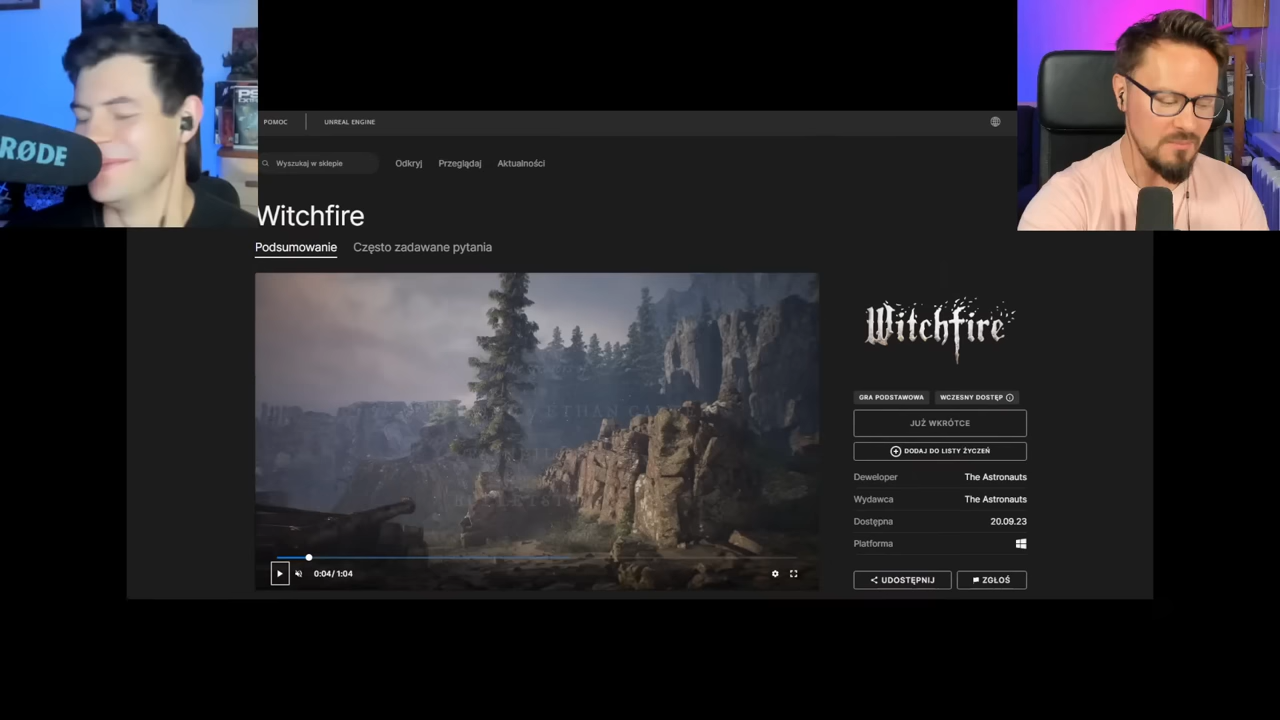 RØDE
POMOC
UNREAL ENGINE
Wyszukaj w sklepie
Odkryj
Przeglądaj
Aktualności
Witchfire
Podsumowanie
Często zadawane pytania
Witchfire
GRA PODSTAWOWA
WCZESNY DOSTĘP
JUŻ WKRÓTCE
DODAJ DO LISTY ŻYCZEŃ
Deweloper
The Astronauts
Wydawca
The Astronauts
Dostępna
20.09.23
Platforma
0:04 / 1:04
UDOSTĘPNIJ
ZGŁOŚ